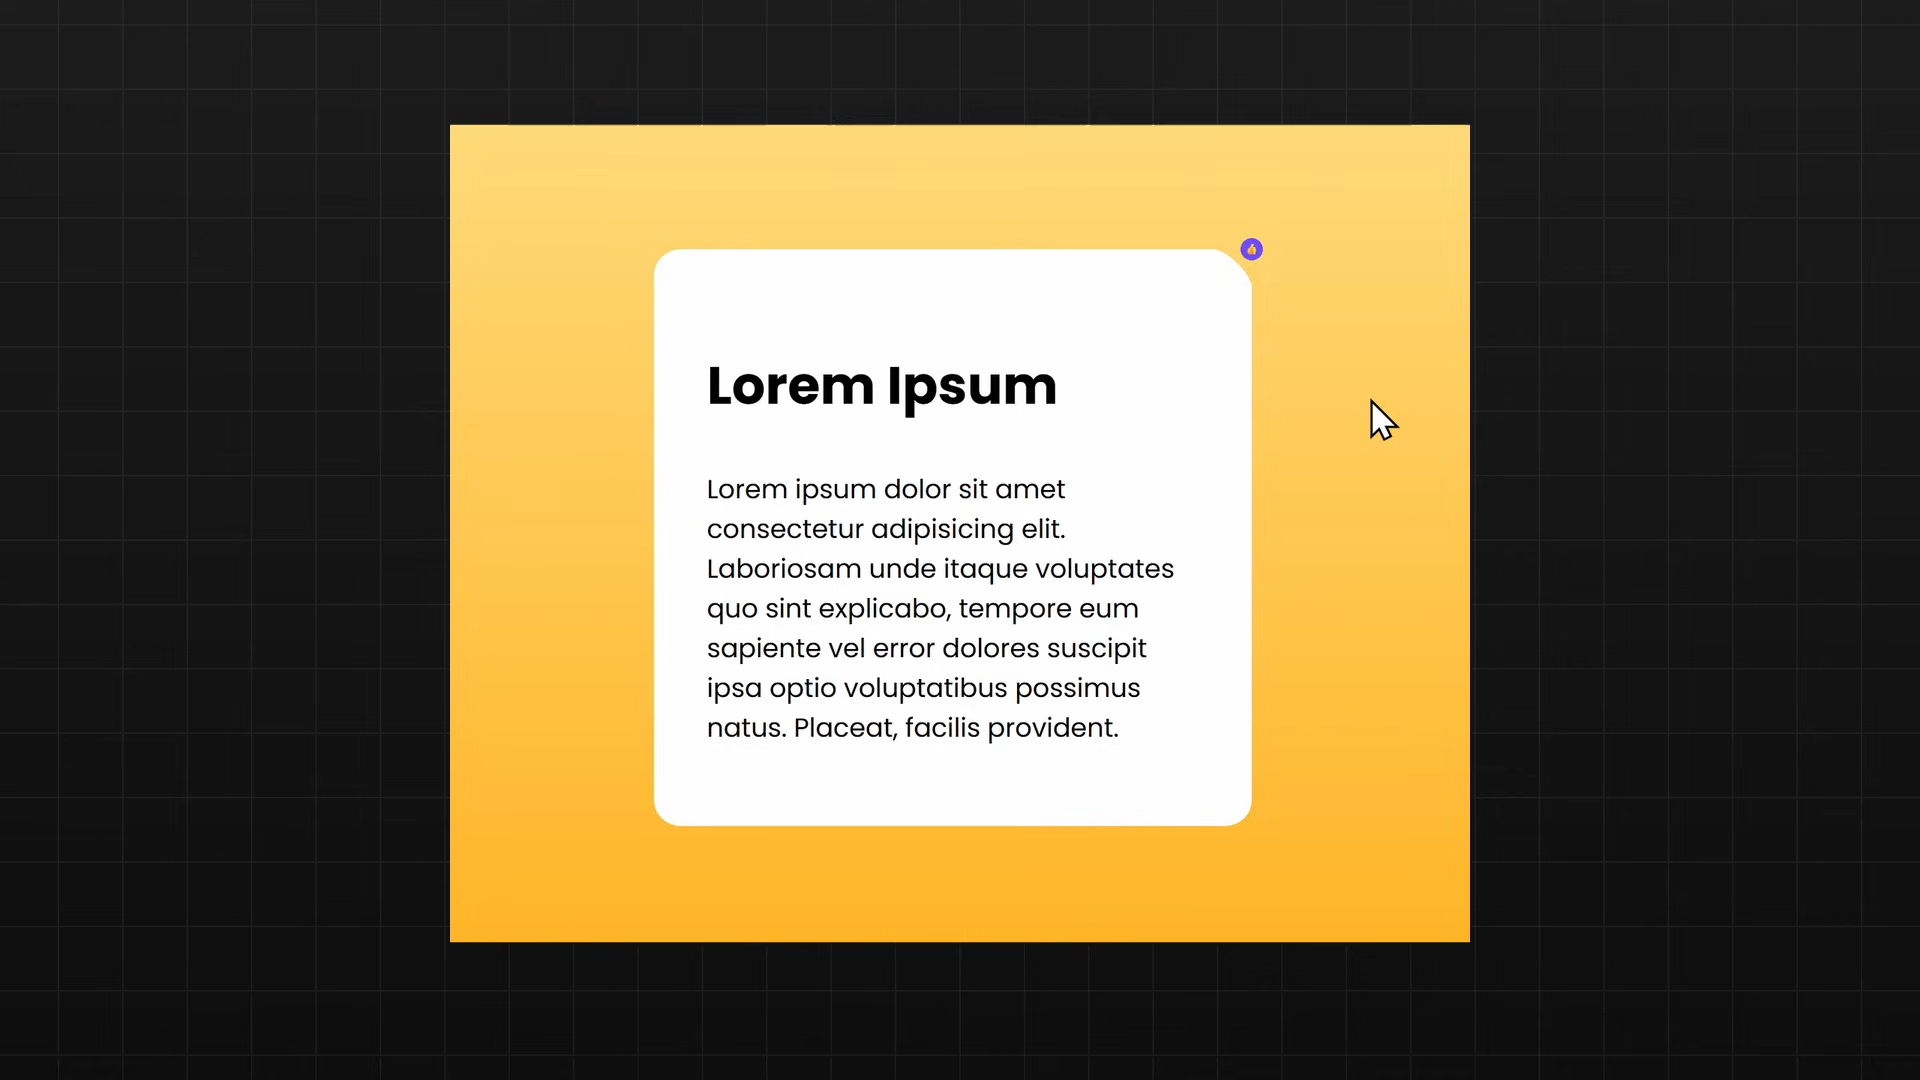 Lorem Ipsum
Lorem ipsum dolor sit amet
consectetur adipisicing elit.
Laboriosam unde itaque voluptates
quo sint explicabo, tempore eum
sapiente vel error dolores suscipit
ipsa optio voluptatibus possimus
natus. Placeat, facilis provident.